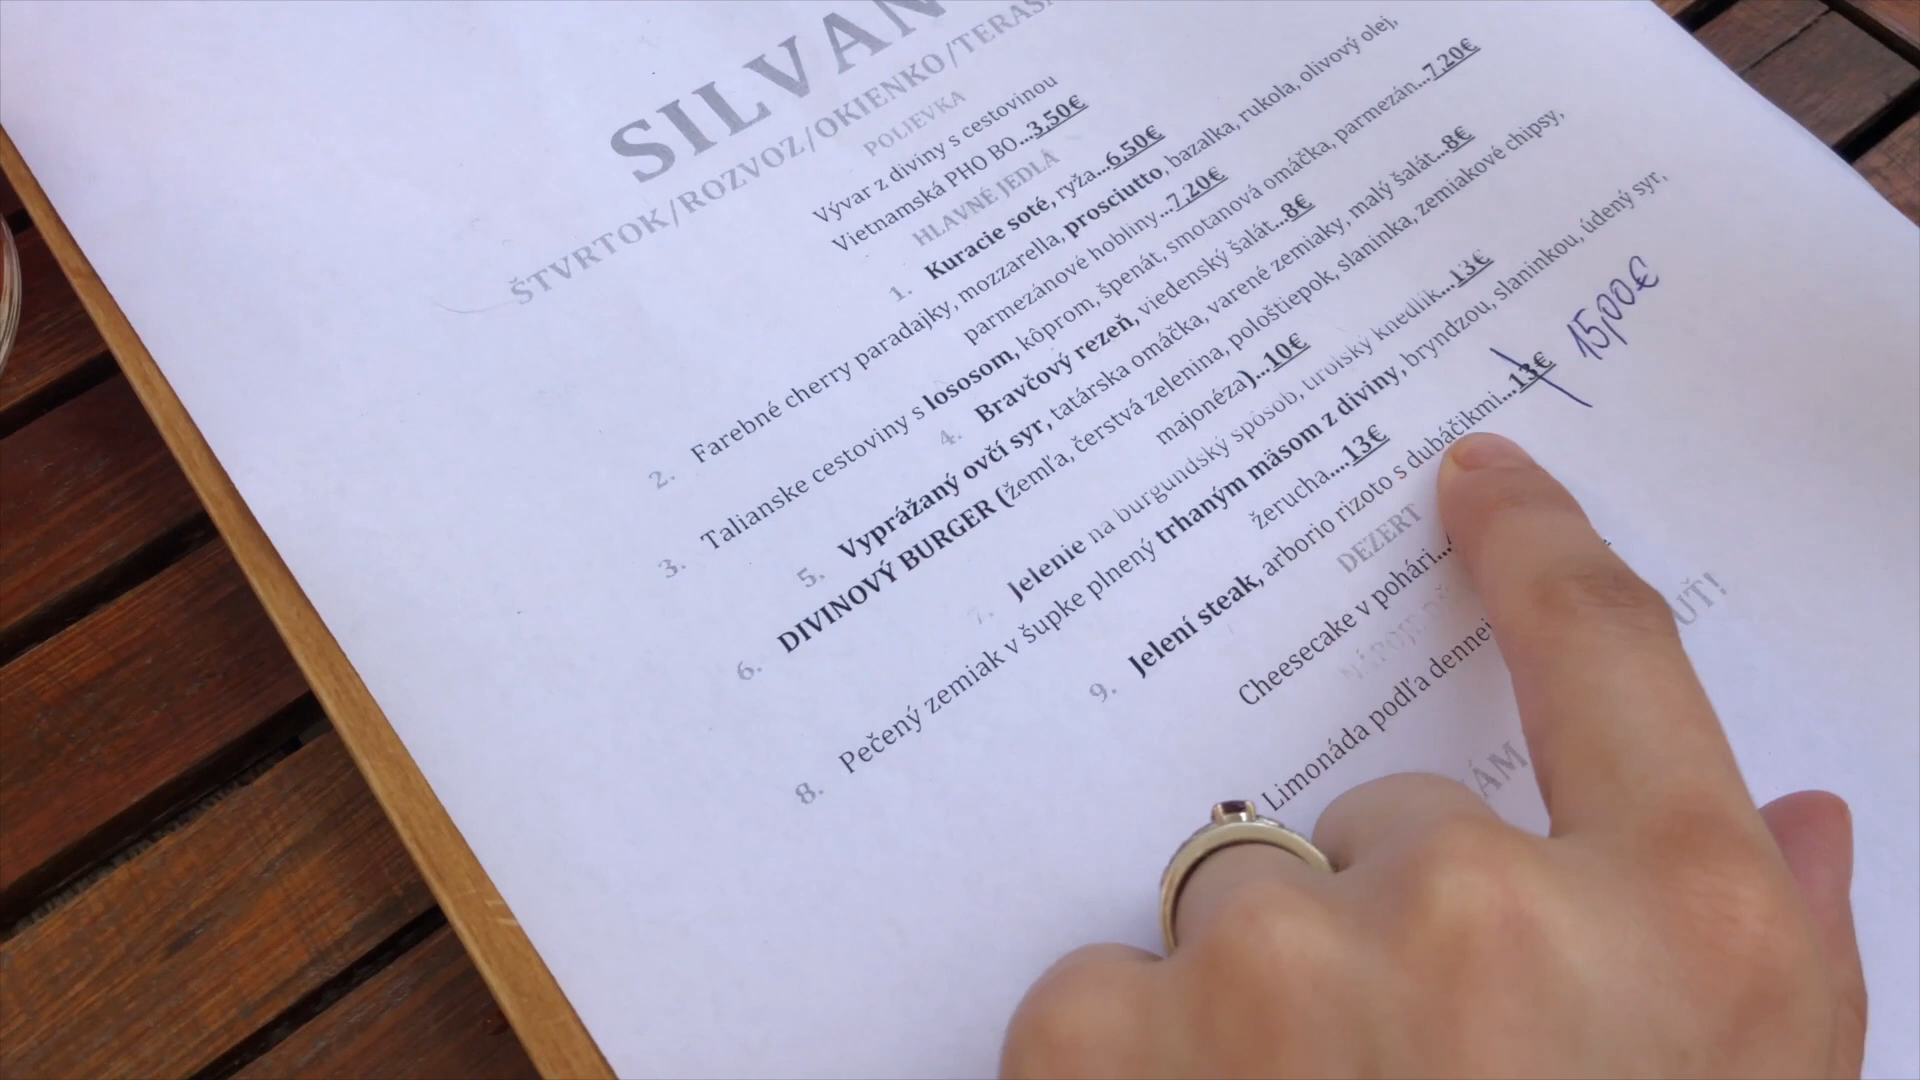 SILVAN
ŠTVRTOK/ROZVOZ/OKIENKO/TERASA
POLIEVKA
Vývar z diviny s cestovinou
Vietnamská PHO BO...3,50€
HLAVNÉ JEDLÁ
1. Kuracie soté, ryža...6,50€
2. Farebné cherry paradajky, mozzarella, prosciutto, bazalka, rukola, olivový olej,
parmezánové hobliny...7,20€
3. Talianske cestoviny s lososom, kôprom, špenát, smotanová omáčka, parmezán...7,20€
4. Bravčový rezeň, viedenský šalát...8€
5. Vyprážaný ovčí syr, tatárska omáčka, varené zemiaky, malý šalát...8€
6. DIVINOVÝ BURGER (žemľa, čerstvá zelenina, pološtiepok, slaninka, zemiakové chipsy,
majonéza)...10€
7. Jelenie na burgundský spôsob, tirolský knedlík...13€
8. Pečený zemiak v šupke plnený trhaným mäsom z diviny, bryndzou, slaninkou, údený syr,
žerucha....13€
9. Jelení steak, arborio rizoto s dubáčikmi...13€ 15,00€
DEZERT
Cheesecake v pohári...
NÁPOJE
Limonáda podľa dennej